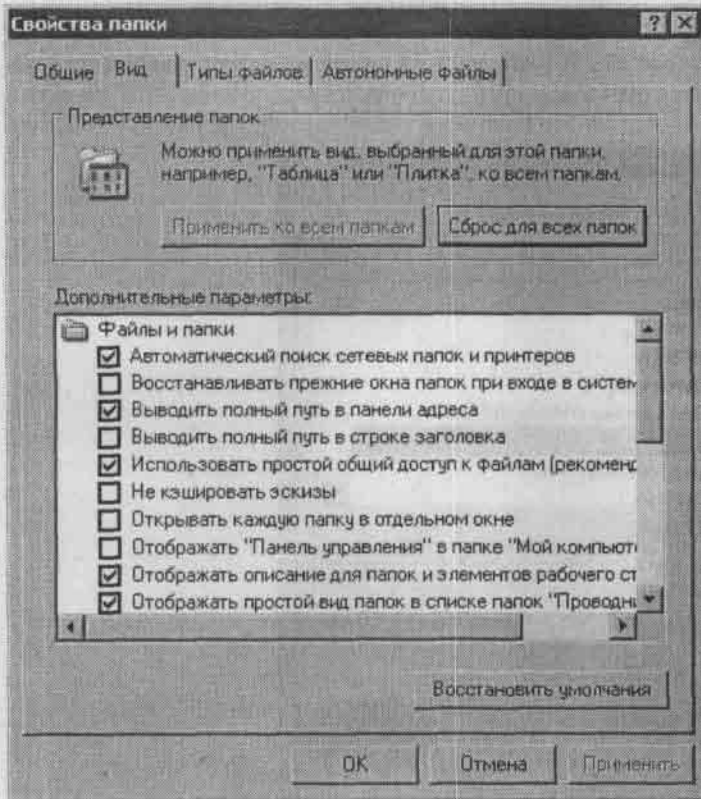 Свойства папки
Общие Вид Типы файлов Автономные файлы
Представление папок
Можно применить вид, выбранный для этой папки,
например, "Таблица" или "Плитка", ко всем папкам.
Применить ко всем папкам Сброс для всех папок
Дополнительные параметры:
Файлы и папки
Автоматический поиск сетевых папок и принтеров
Восстанавливать прежние окна папок при входе в систем
Выводить полный путь в панели адреса
Выводить полный путь в строке заголовка
Использовать простой общий доступ к файлам (рекоменд
Не кэшировать эскизы
Открывать каждую папку в отдельном окне
Отображать "Панель управления" в папке "Мой компьют
Отображать описание для папок и элементов рабочего ст
Отображать простой вид папок в списке папок "Проводни
Восстановить умолчания
OK Отмена Применить